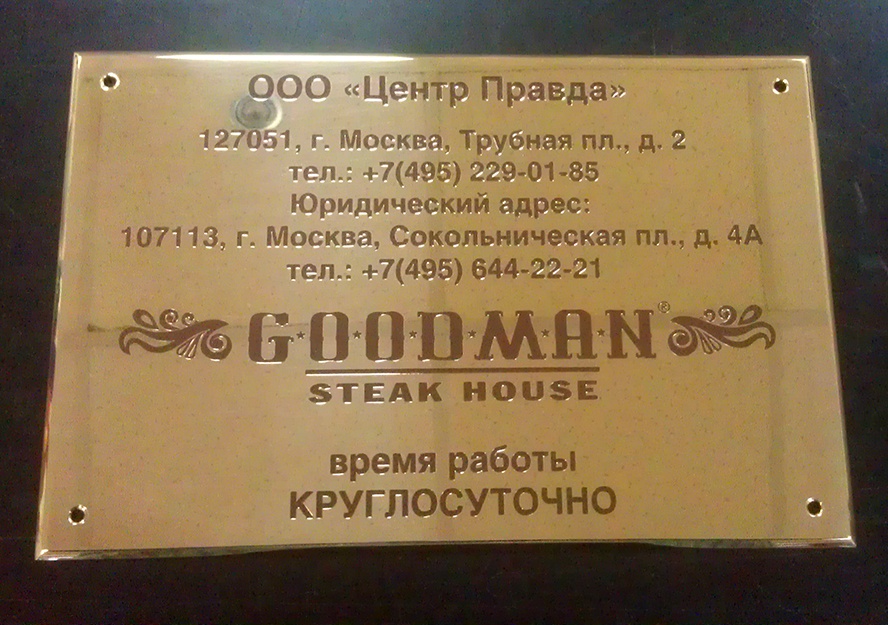 ООО «Центр Правда»
127051, г. Москва, Трубная пл., д. 2
тел.: +7(495) 229-01-85
Юридический адрес:
107113, г. Москва, Сокольническая пл., д. 4А
тел.: +7(495) 644-22-21
G★O★O★D★M★A★N®
STEAK HOUSE
время работы
КРУГЛОСУТОЧНО